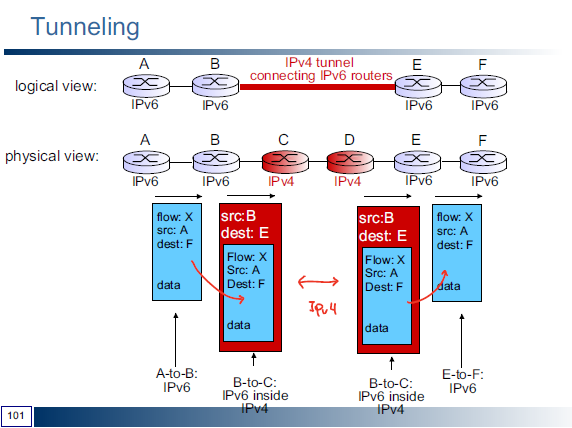 Tunneling
IPv4 tunnel
connecting IPv6 routers
logical view:
A
B
E
F
IPv6
IPv6
IPv6
IPv6
physical view:
A
B
C
D
E
F
IPv6
IPv6
IPv4
IPv4
IPv6
IPv6
flow: X
src: A
dest: F
data
src:B
dest: E
Flow: X
Src: A
Dest: F
data
IPv4
src:B
dest: E
Flow: X
Src: A
Dest: F
data
flow: X
src: A
dest: F
data
A-to-B:
IPv6
B-to-C:
IPv6 inside
IPv4
B-to-C:
IPv6 inside
IPv4
E-to-F:
IPv6
101